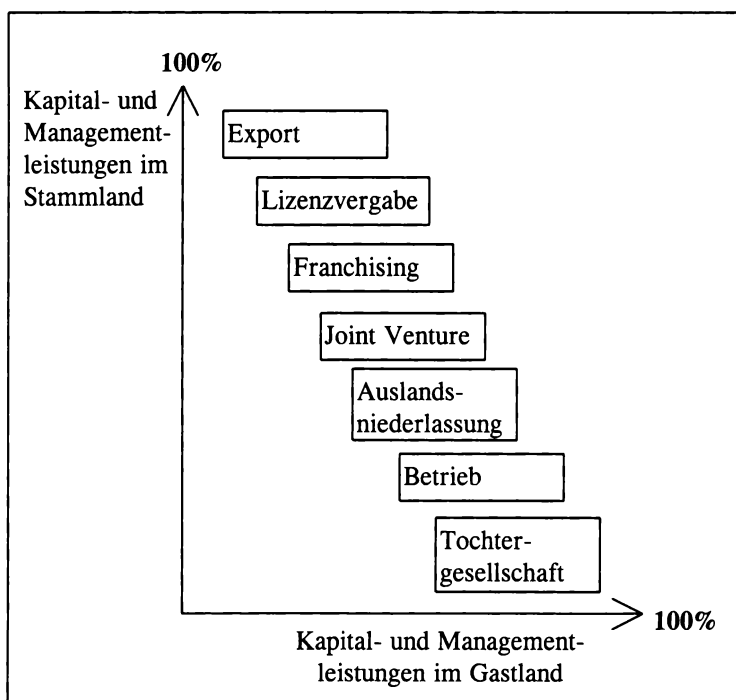 100%
Kapital- und
Management-
leistungen im
Stammland
Export
Lizenzvergabe
Franchising
Joint Venture
Auslands-
niederlassung
Betrieb
Tochter-
gesellschaft
100%
Kapital- und Management-
leistungen im Gastland